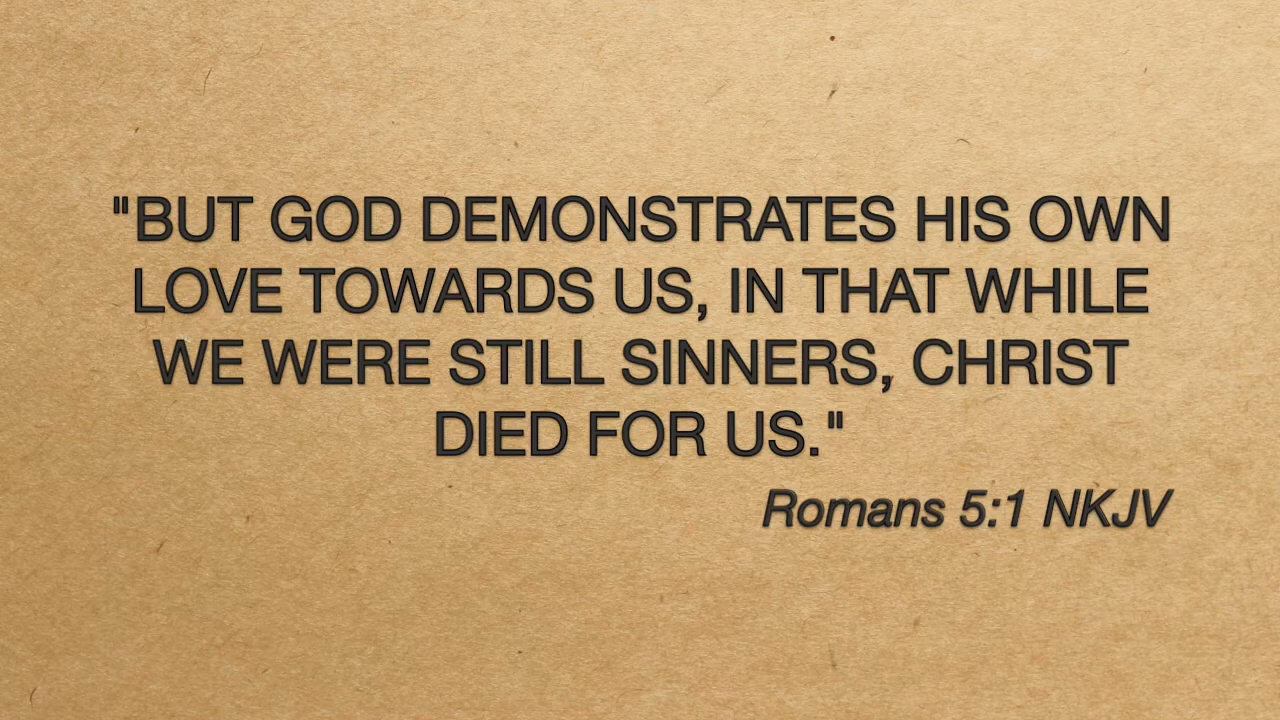 "BUT GOD DEMONSTRATES HIS OWN
LOVE TOWARDS US, IN THAT WHILE
WE WERE STILL SINNERS, CHRIST
DIED FOR US."
Romans 5:1 NKJV